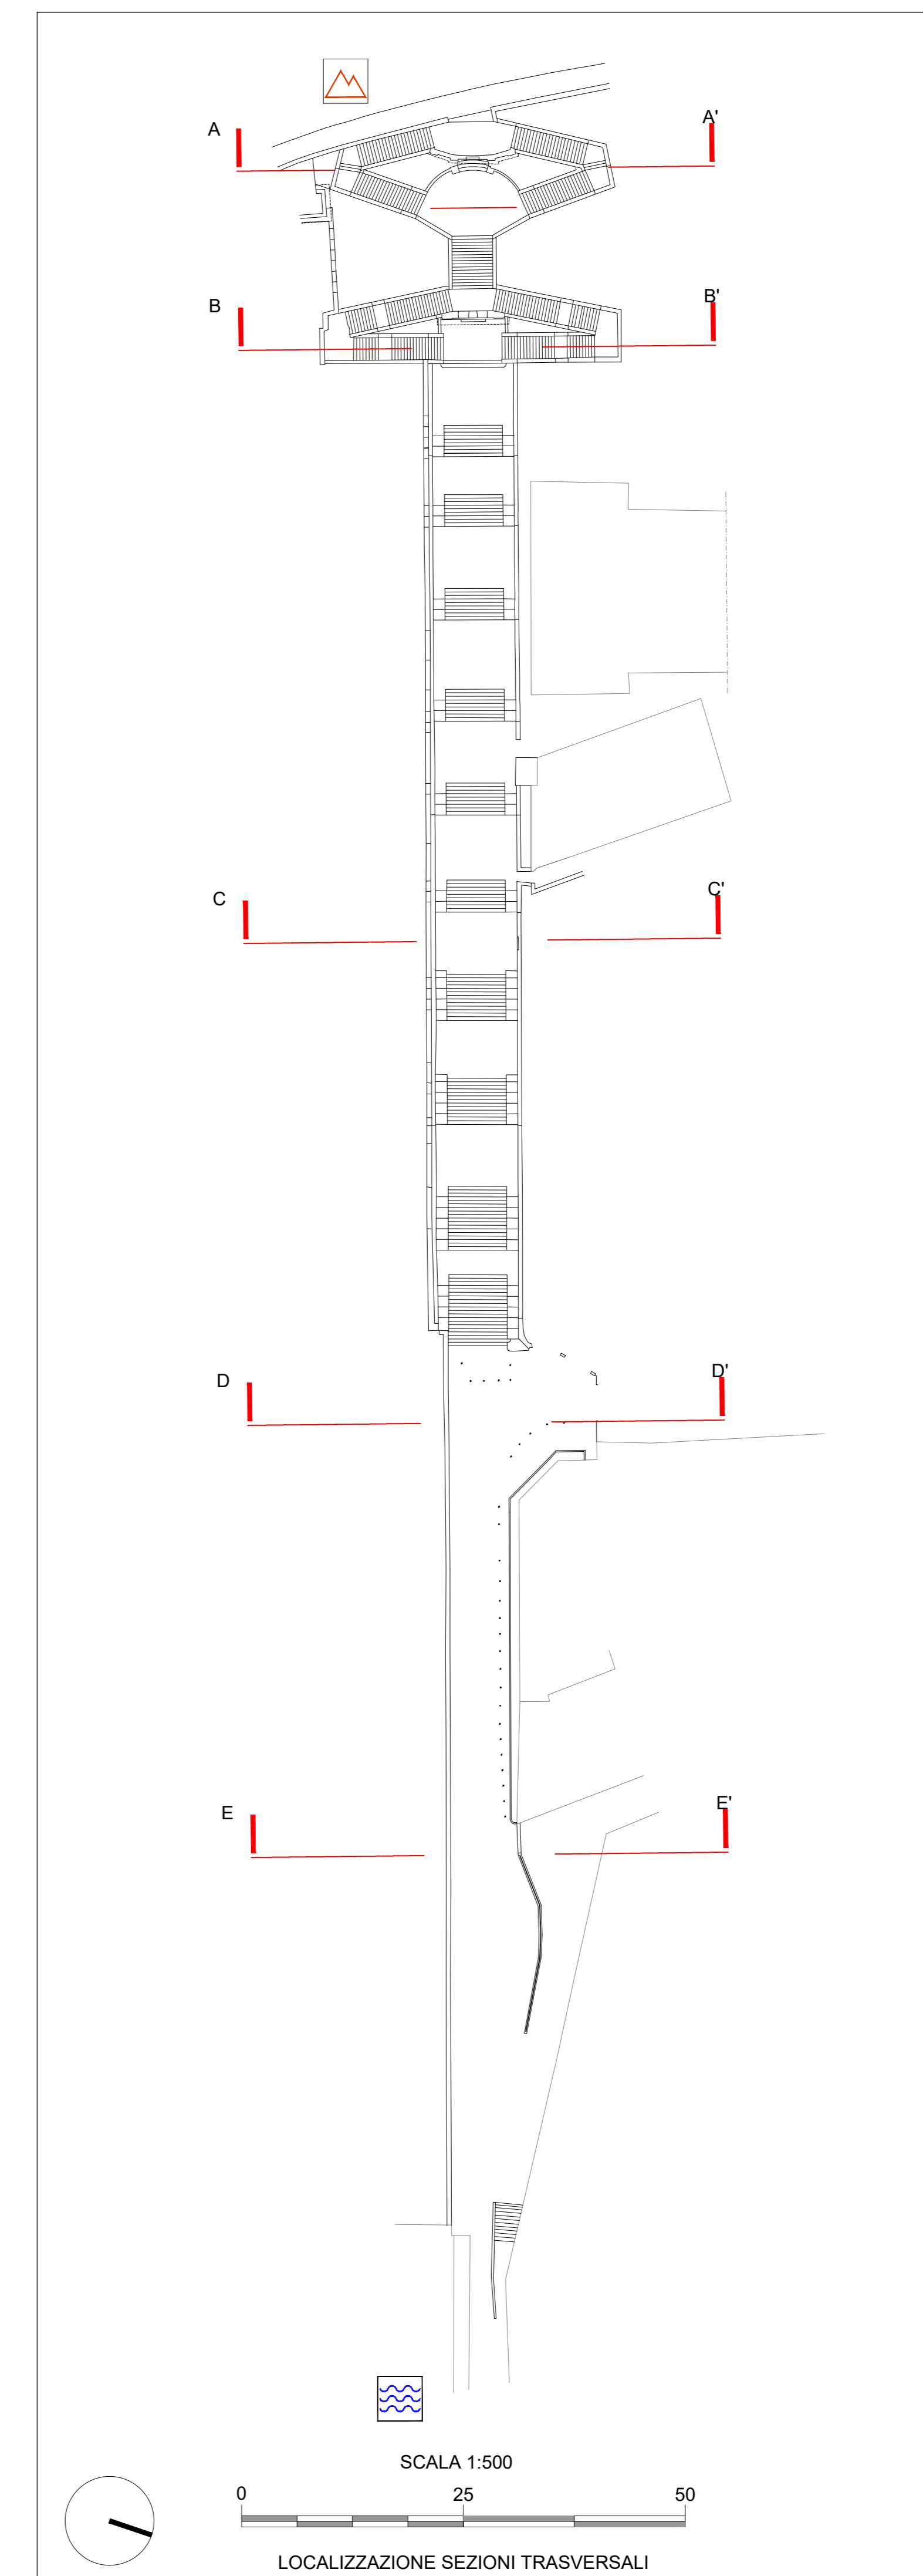 A A'
B B'
C C'
D D'
E E'
SCALA 1:500
0 25 50
LOCALIZZAZIONE SEZIONI TRASVERSALI